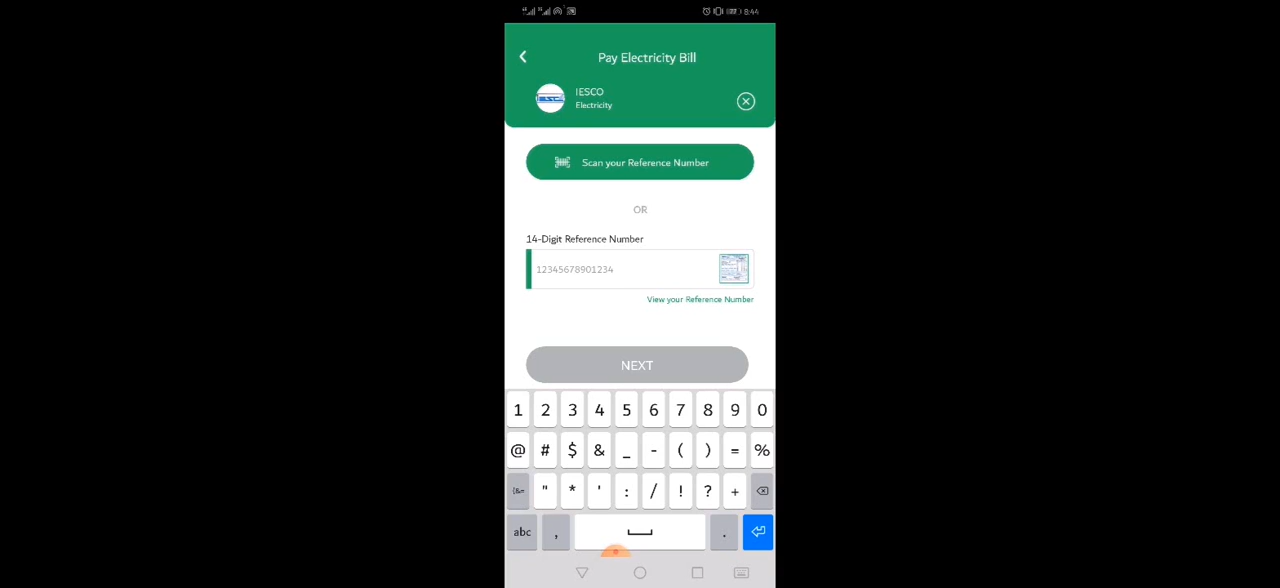 8:44
Pay Electricity Bill
IESCO
Electricity
Scan your Reference Number
OR
14-Digit Reference Number
12345678901234
View your Reference Number
NEXT
1 2 3 4 5 6 7 8 9 0
@ # $ & _ - ( ) = %
{&= " * ' : / ! ? +
abc , .